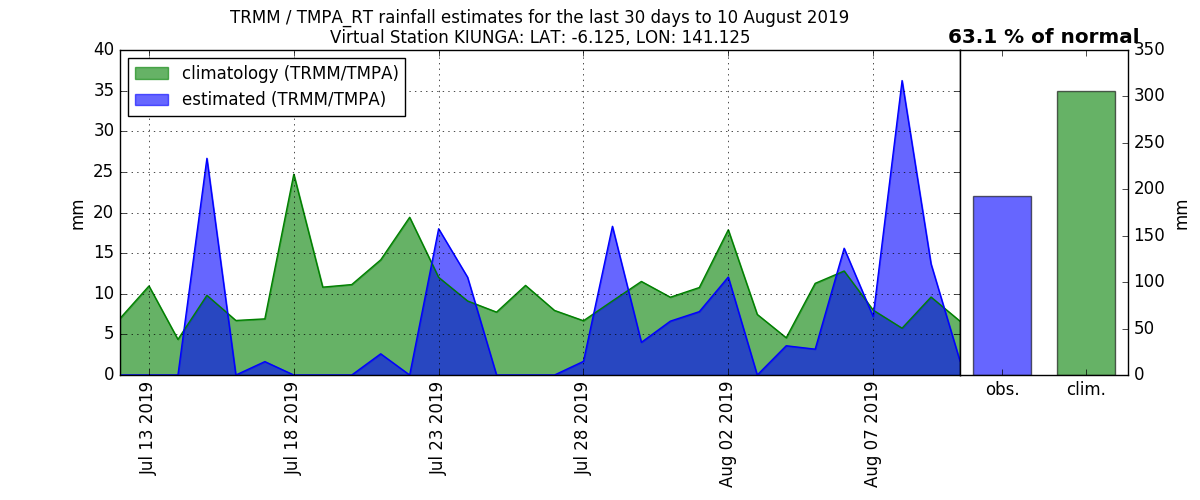 TRMM / TMPA_RT rainfall estimates for the last 30 days to 10 August 2019
Virtual Station KIUNGA: LAT: -6.125, LON: 141.125
63.1 % of normal
climatology (TRMM/TMPA)
estimated (TRMM/TMPA)
mm
40
35
30
25
20
15
10
5
0
Jul 13 2019
Jul 18 2019
Jul 23 2019
Jul 28 2019
Aug 02 2019
Aug 07 2019
obs.
clim.
350
300
250
200
150
100
50
0
mm